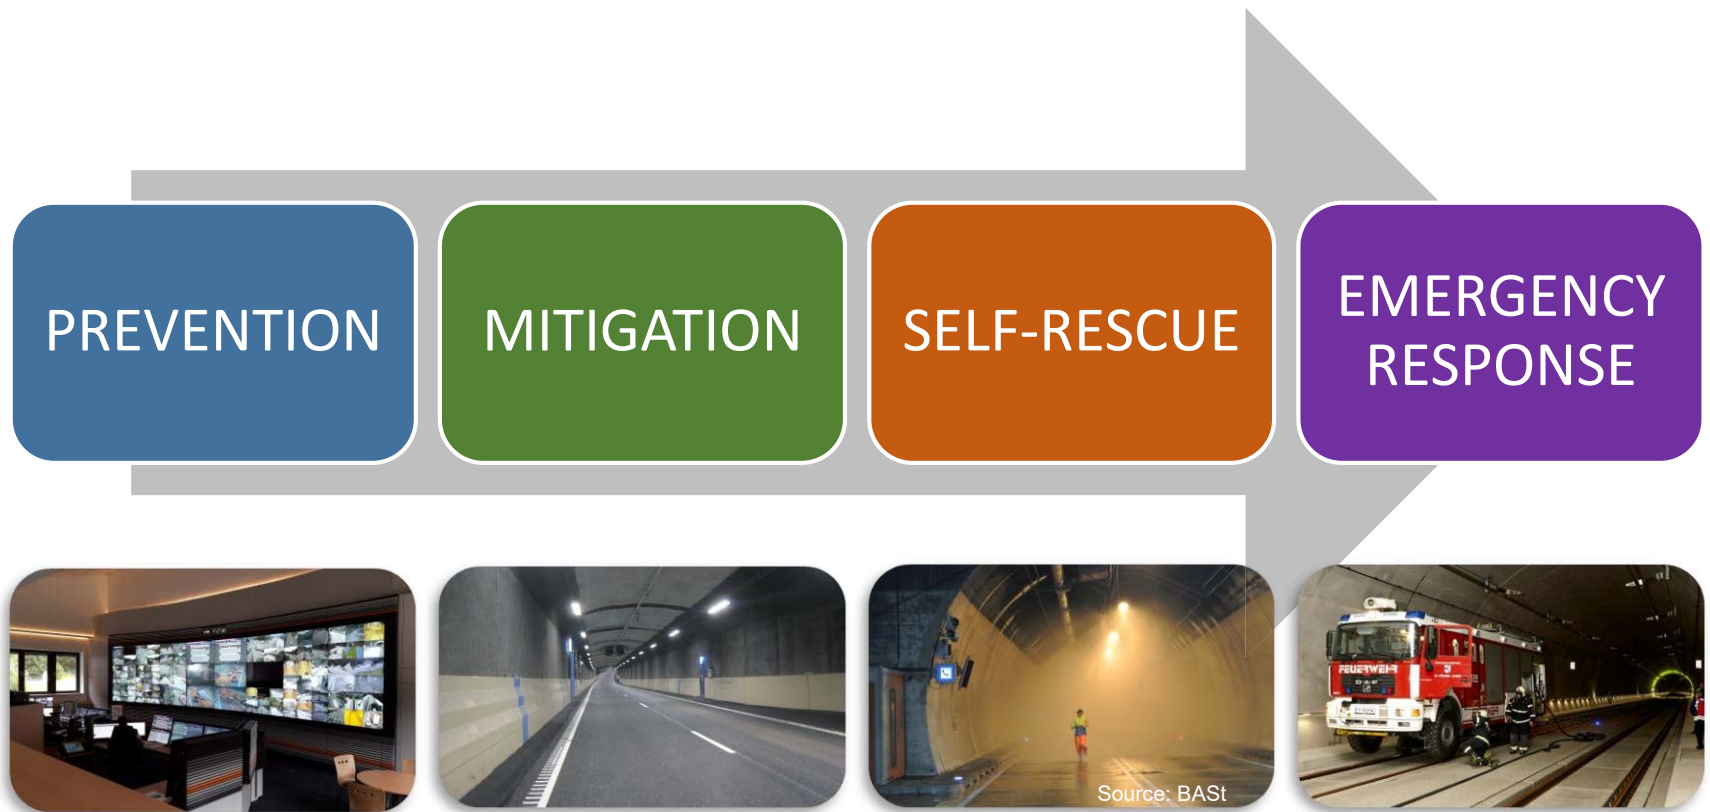 PREVENTION
MITIGATION
SELF-RESCUE
EMERGENCY
RESPONSE
FEUERWEHR
Source: BASt